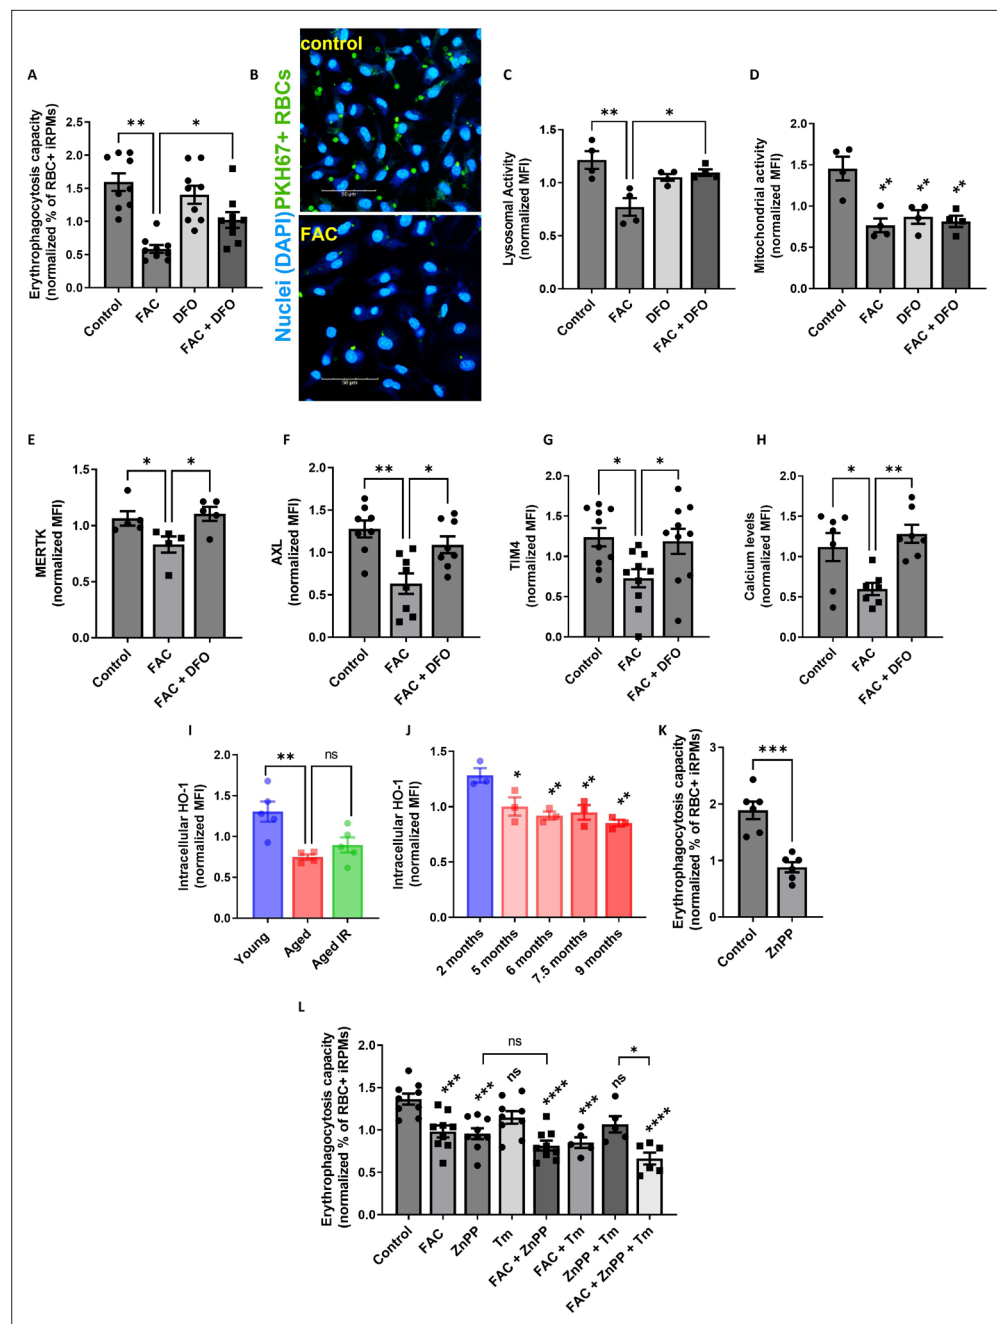 A
Erythrophagocytosis capacity
(normalized % of RBC+ iRPMs)
2.5
2.0
1.5
1.0
0.5
0.0
**
*
Control
FAC
DFO
FAC + DFO
B
Nuclei (DAPI)PKH67+ RBCs
control
50 μm
FAC
50 μm
C
Lysosomal Activity
(normalized MFI)
1.5
1.0
0.5
0.0
**
*
Control
FAC
DFO
FAC + DFO
D
Mitochondrial activity
(normalized MFI)
2.0
1.5
1.0
0.5
0.0
**
**
**
Control
FAC
DFO
FAC + DFO
E
MERTK
(normalized MFI)
1.5
1.0
0.5
0.0
*
*
Control
FAC
FAC + DFO
F
AXL
(normalized MFI)
2.0
1.5
1.0
0.5
0.0
**
*
Control
FAC
FAC + DFO
G
TIM4
(normalized MFI)
2.0
1.5
1.0
0.5
0.0
*
*
Control
FAC
FAC + DFO
H
Calcium levels
(normalized MFI)
2.0
1.5
1.0
0.5
0.0
*
**
Control
FAC
FAC + DFO
I
Intracellular HO-1
(normalized MFI)
2.0
1.5
1.0
0.5
0.0
**
ns
Young
Aged
Aged IR
J
Intracellular HO-1
(normalized MFI)
1.5
1.0
0.5
0.0
*
**
**
**
2 months
5 months
6 months
7.5 months
9 months
K
Erythrophagocytosis capacity
(normalized % of RBC+ iRPMs)
3
2
1
0
***
Control
ZnPP
L
Erythrophagocytosis capacity
(normalized % of RBC+ iRPMs)
2.0
1.5
1.0
0.5
0.0
ns
*
***
***
ns
****
***
ns
****
Control
FAC
ZnPP
Tm
FAC + ZnPP
FAC + Tm
ZnPP + Tm
FAC + ZnPP + Tm